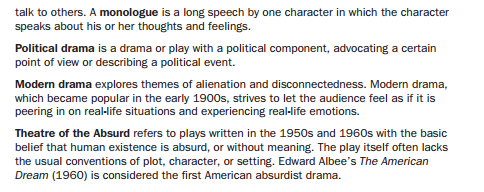 talk to others. A monologue is a long speech by one character in which the character
speaks about his or her thoughts and feelings.
Political drama is a drama or play with a political component, advocating a certain
point of view or describing a political event.
Modern drama explores themes of alienation and disconnectedness. Modern drama,
which became popular in the early 1900s, strives to let the audience feel as if it is
peering in on real-life situations and experiencing real-life emotions.
Theatre of the Absurd refers to plays written in the 1950s and 1960s with the basic
belief that human existence is absurd, or without meaning. The play itself often lacks
the usual conventions of plot, character, or setting. Edward Albee's The American
Dream (1960) is considered the first American absurdist drama.